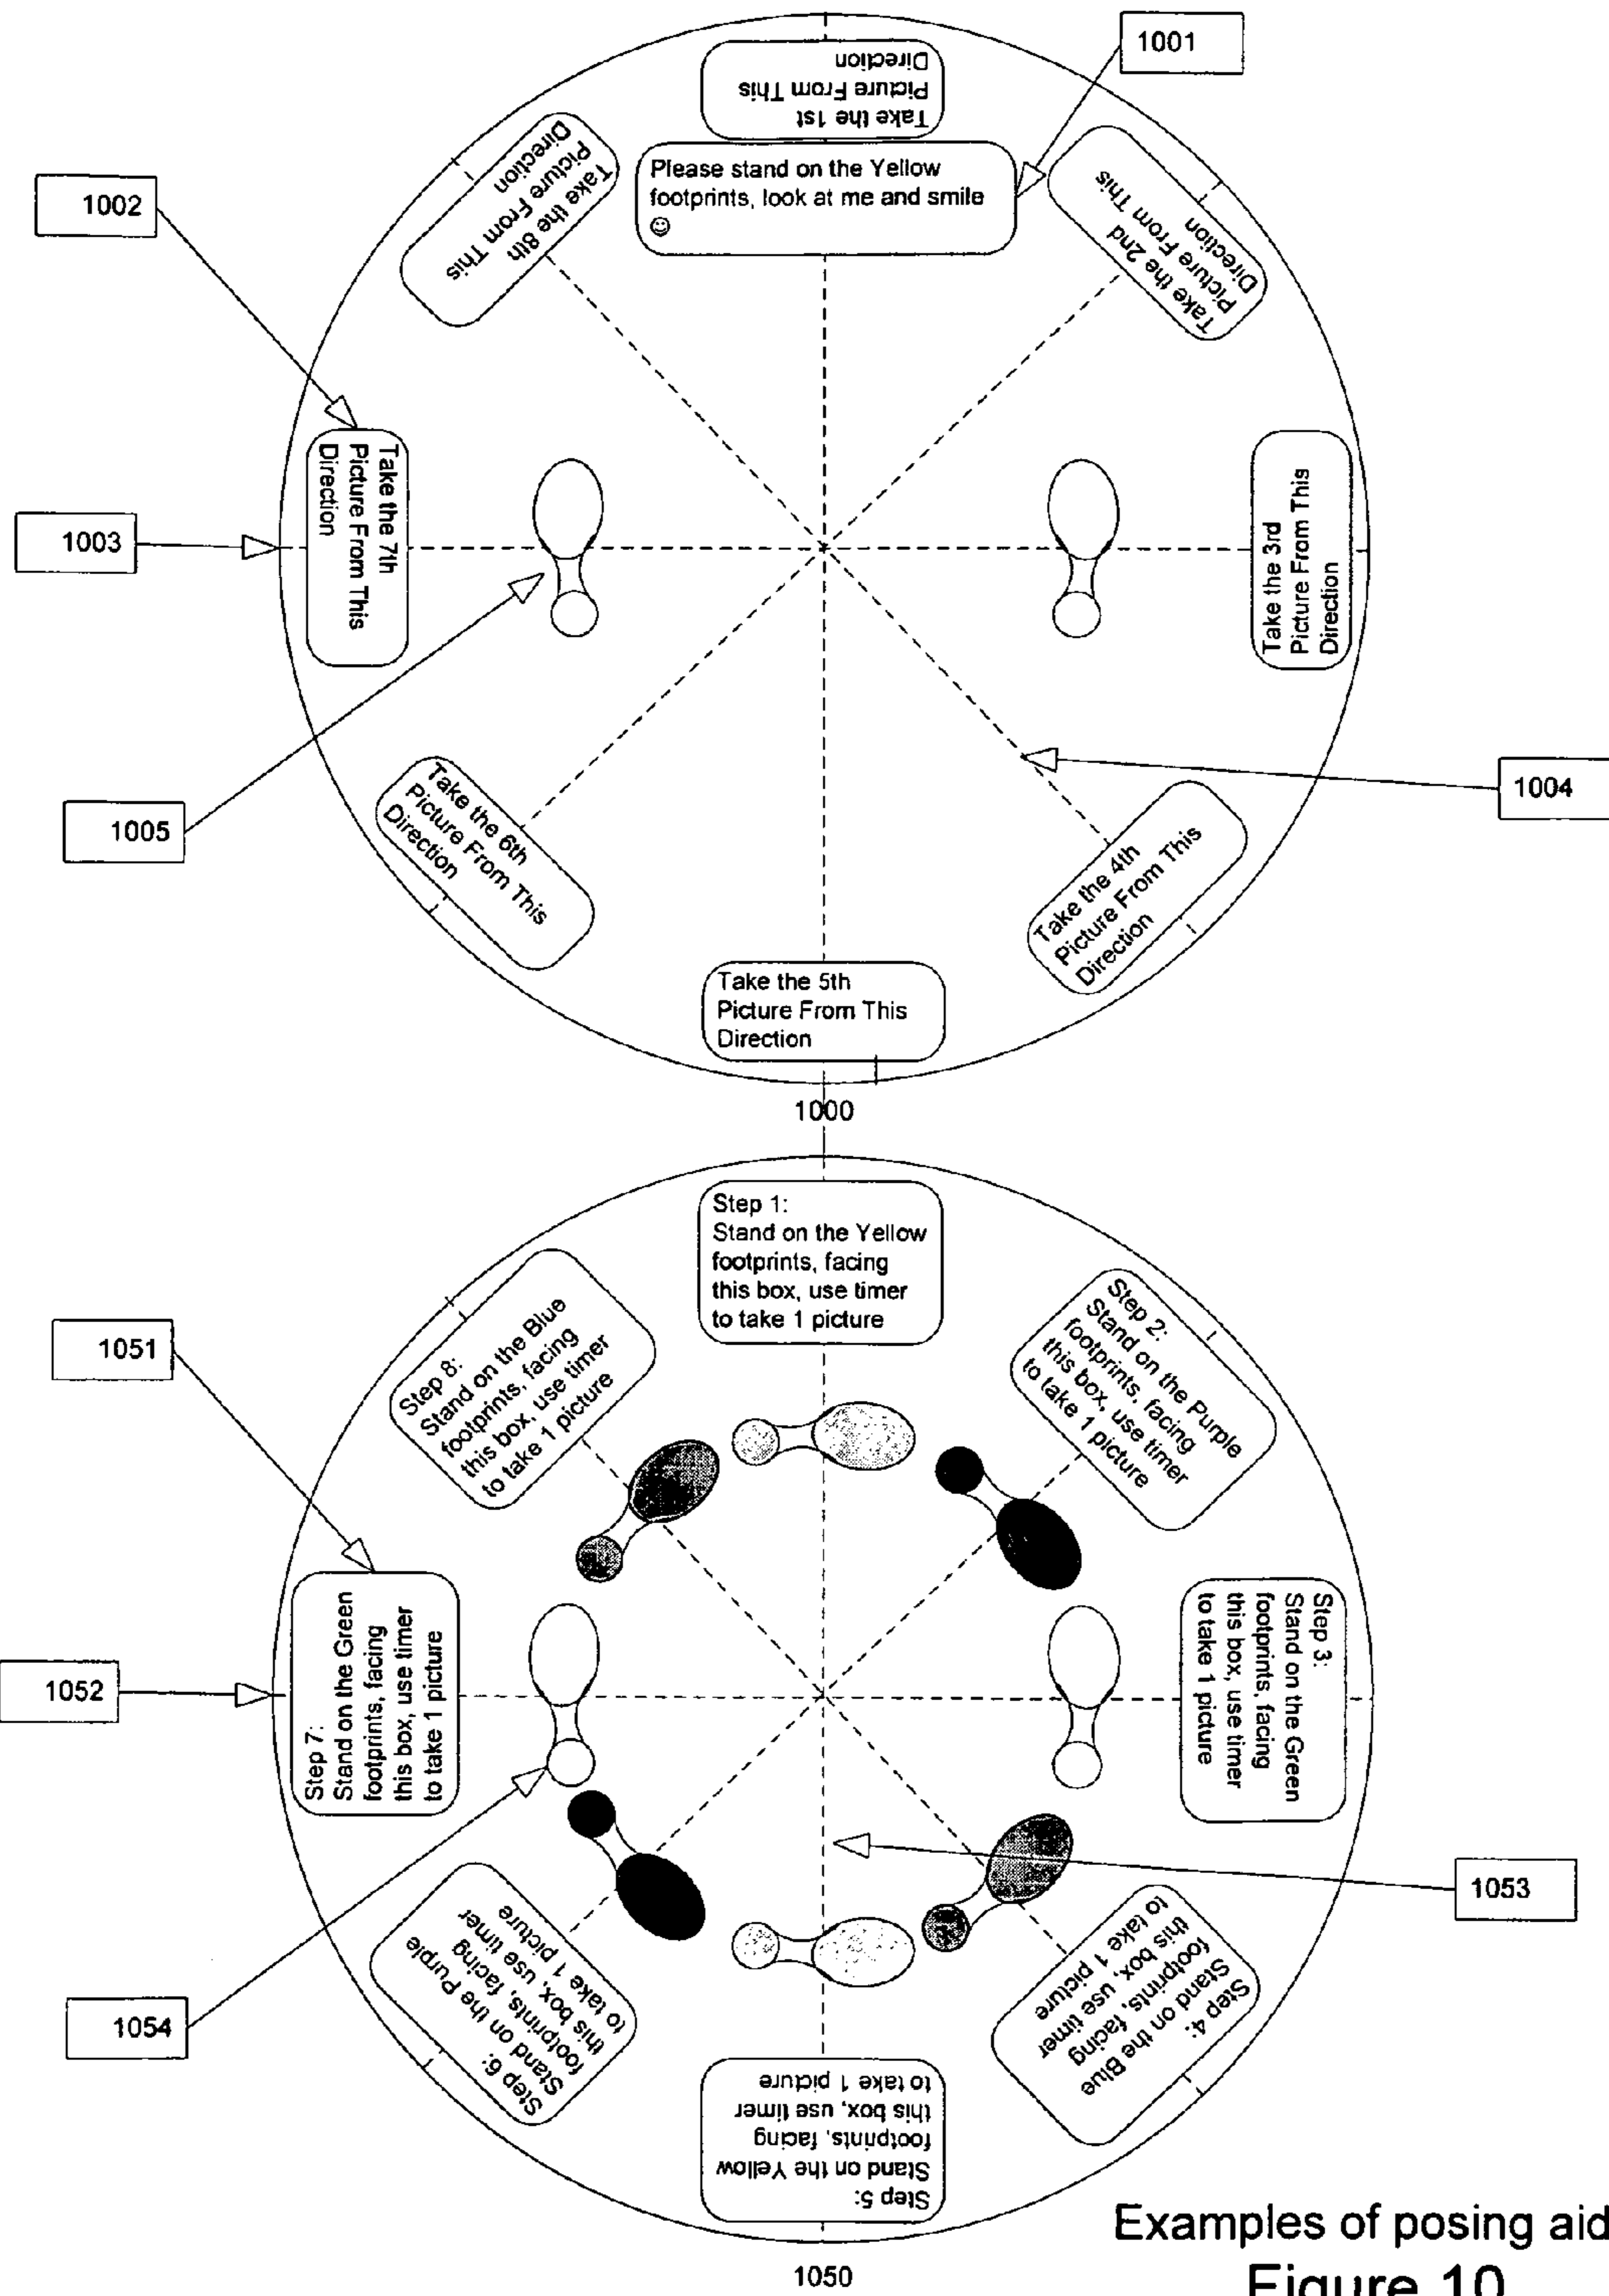 1001
Take the 1st
Picture From This
Direction
Please stand on the Yellow
footprints, look at me and smile
☺
Take the 2nd
Picture From This
Direction
Take the 3rd
Picture From This
Direction
1004
Take the 4th
Picture From This
Direction
Take the 5th
Picture From This
Direction
Take the 6th
Picture From This
Direction
1005
1003
Take the 7th
Picture From This
Direction
1002
Take the 8th
Picture From This
Direction
1000
Step 1:
Stand on the Yellow
footprints, facing
this box, use timer
to take 1 picture
Step 2:
Stand on the Purple
footprints, facing
this box, use timer
to take 1 picture
Step 3:
Stand on the Green
footprints, facing
this box, use timer
to take 1 picture
1053
Step 4:
Stand on the Blue
footprints, facing
this box, use timer
to take 1 picture
Step 5:
Stand on the Yellow
footprints, facing
this box, use timer
to take 1 picture
Step 6:
Stand on the Purple
footprints, facing
this box, use timer
to take 1 picture
1054
1052
Step 7:
Stand on the Green
footprints, facing
this box, use timer
to take 1 picture
1051
Step 8:
Stand on the Blue
footprints, facing
this box, use timer
to take 1 picture
1050
Examples of posing aid
Figure 10